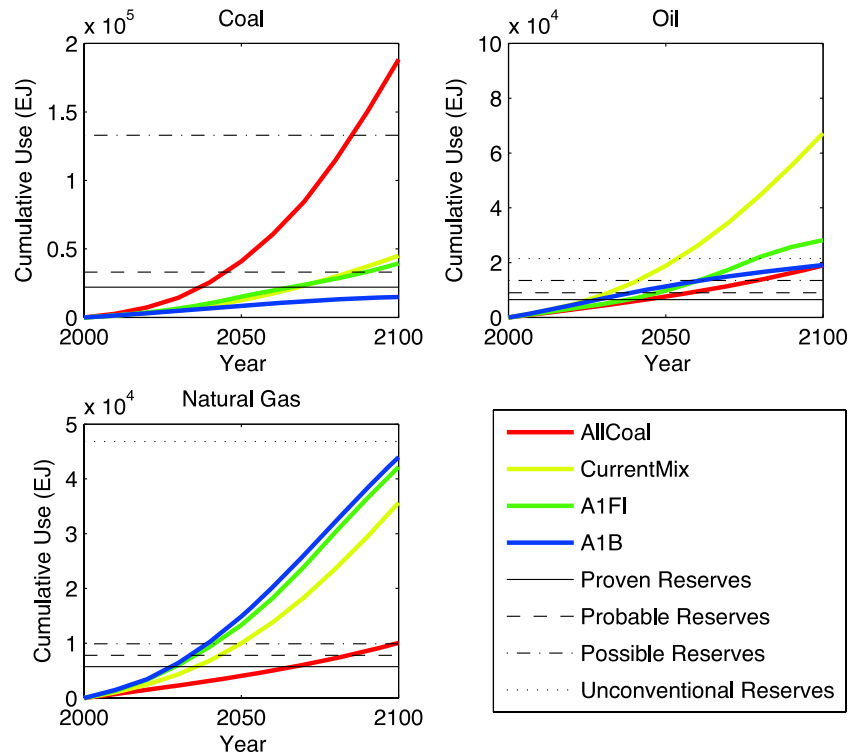 Coal
x 10^5
2
1.5
1
0.5
0
Cumulative Use (EJ)
2000 2050 2100
Year
Oil
x 10^4
10
8
6
4
2
0
Cumulative Use (EJ)
2000 2050 2100
Year
Natural Gas
x 10^4
5
4
3
2
1
0
Cumulative Use (EJ)
2000 2050 2100
Year
AllCoal
CurrentMix
A1FI
A1B
Proven Reserves
Probable Reserves
Possible Reserves
Unconventional Reserves